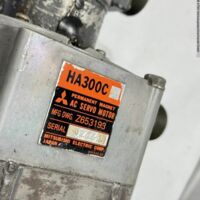 HA300C
PERMANENT MAGNET
AC SERVO MOTOR
MFG DWG Z653199
SERIAL
MITSUBISHI ELECTRIC CORP.
JAPAN